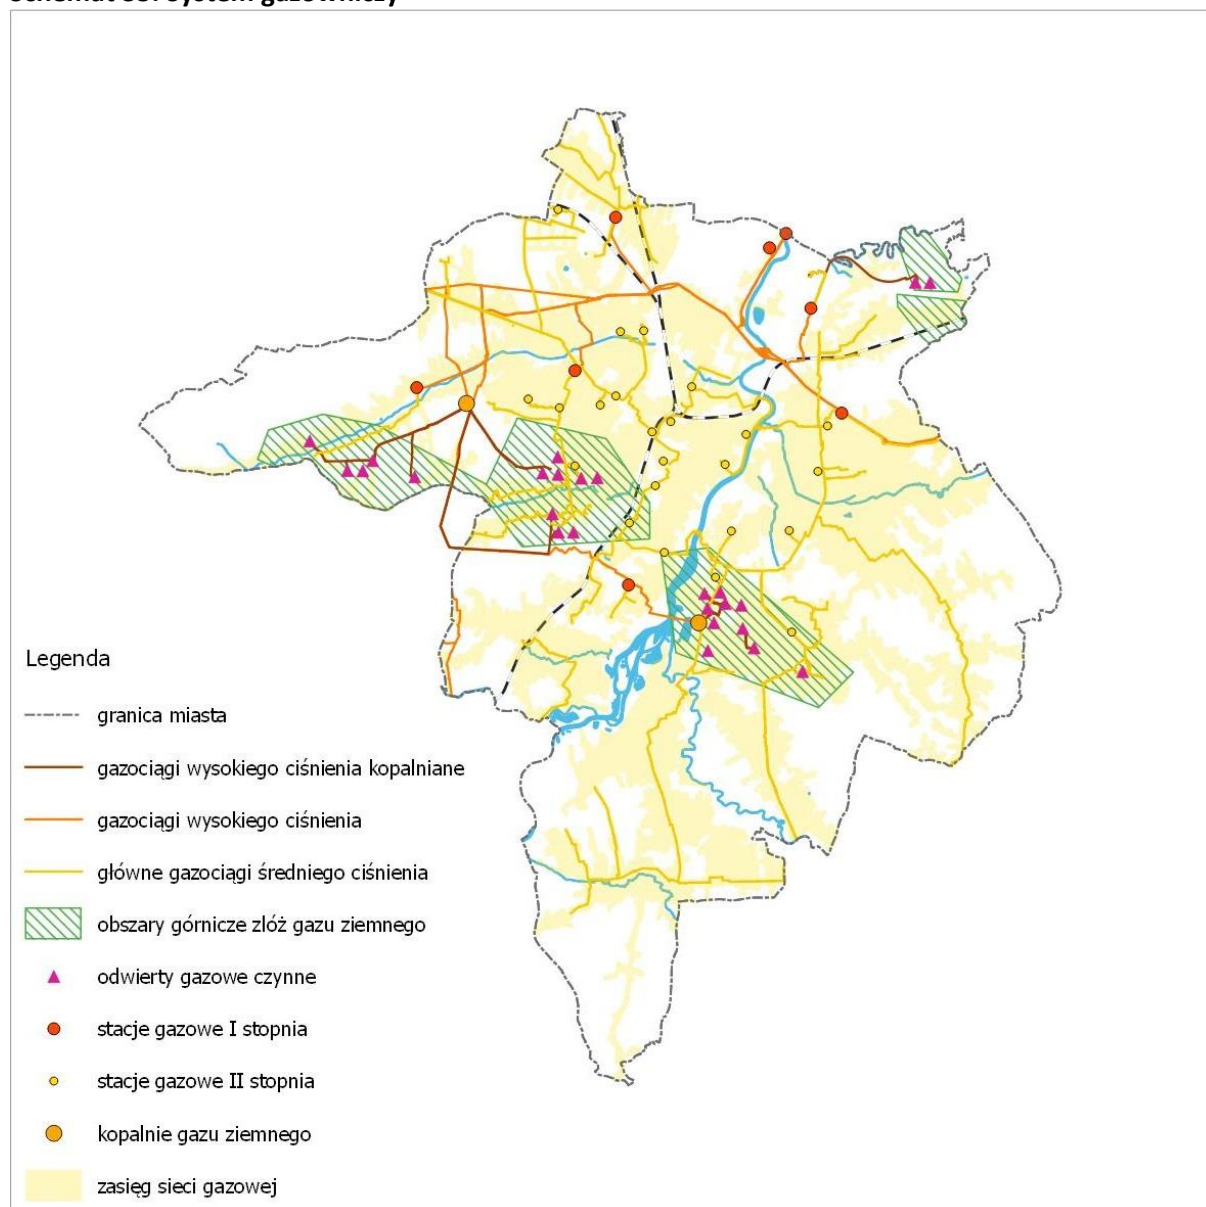 Schemat 33. System gazowniczy
Legenda
granica miasta
gazociągi wysokiego ciśnienia kopalniane
gazociągi wysokiego ciśnienia
główne gazociągi średniego ciśnienia
obszary górnicze złóż gazu ziemnego
odwierty gazowe czynne
stacje gazowe I stopnia
stacje gazowe II stopnia
kopalnie gazu ziemnego
zasięg sieci gazowej